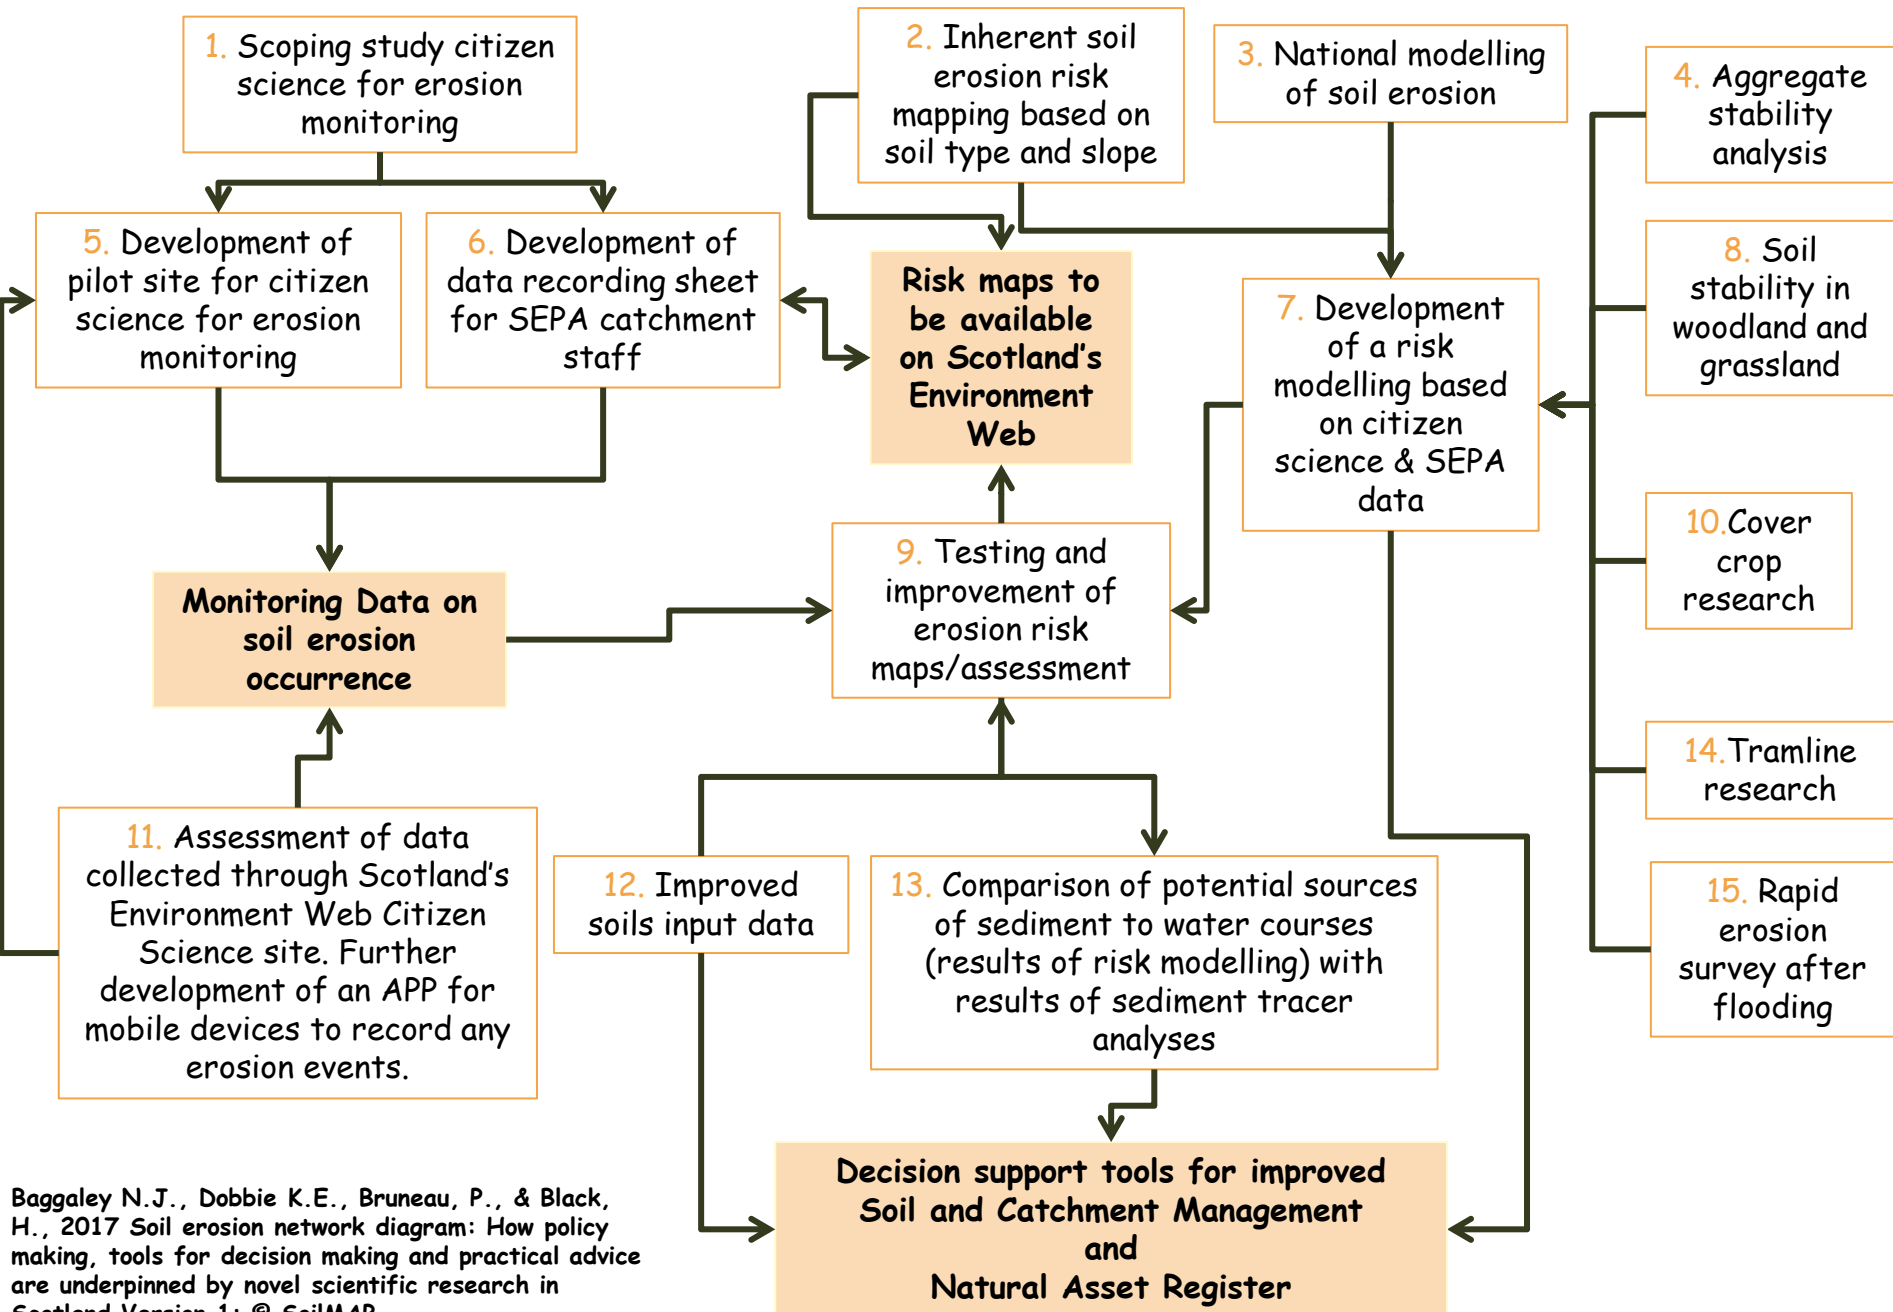 1. Scoping study citizen
science for erosion
monitoring
2. Inherent soil
erosion risk
mapping based on
soil type and slope
3. National modelling
of soil erosion
4. Aggregate
stability
analysis
5. Development of
pilot site for citizen
science for erosion
monitoring
6. Development of
data recording sheet
for SEPA catchment
staff
Risk maps to
be available
on Scotland's
Environment
Web
7. Development
of a risk
modelling based
on citizen
science & SEPA
data
8. Soil
stability in
woodland and
grassland
Monitoring Data on
soil erosion
occurrence
9. Testing and
improvement of
erosion risk
maps/assessment
10.Cover
crop
research
11. Assessment of data
collected through Scotland's
Environment Web Citizen
Science site. Further
development of an APP for
mobile devices to record any
erosion events.
12. Improved
soils input data
13. Comparison of potential sources
of sediment to water courses
(results of risk modelling) with
results of sediment tracer
analyses
14.Tramline
research
15. Rapid
erosion
survey after
flooding
Decision support tools for improved
Soil and Catchment Management
and
Natural Asset Register
Baggaley N.J., Dobbie K.E., Bruneau, P., & Black,
H., 2017 Soil erosion network diagram: How policy
making, tools for decision making and practical advice
are underpinned by novel scientific research in
Scotland Version 1; © SoilMAP